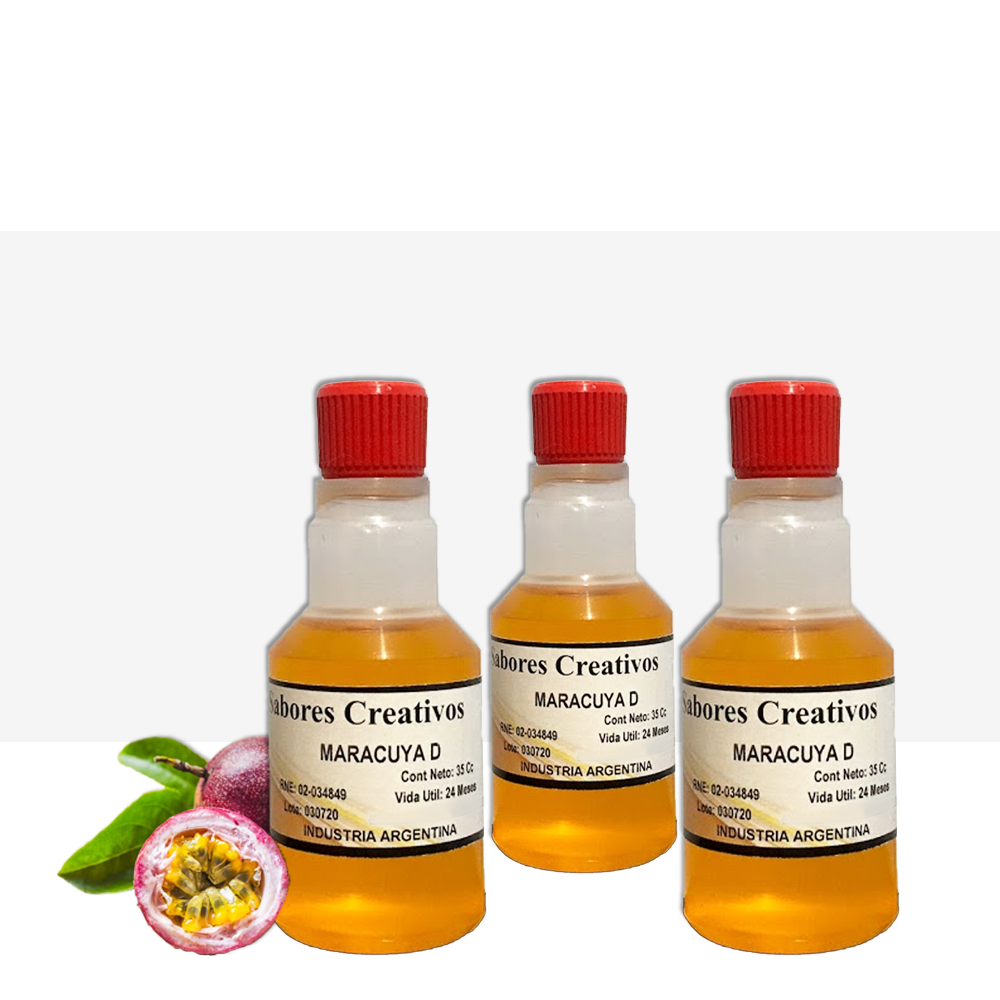 Sabores Creativos
MARACUYA D
Cont Neto: 35 Cc
RNE: 02-034849
Vida Util: 24 Meses
Lote: 030720
INDUSTRIA ARGENTINA
Sabores Creativos
MARACUYA D
Cont Neto: 35 Cc
RNE: 02-034849
Vida Util: 24 Meses
Lote: 030720
INDUSTRIA ARGENTINA
Sabores Creativos
MARACUYA D
Cont Neto: 35 Cc
RNE: 02-034849
Vida Util: 24 Meses
Lote: 030720
INDUSTRIA ARGENTINA